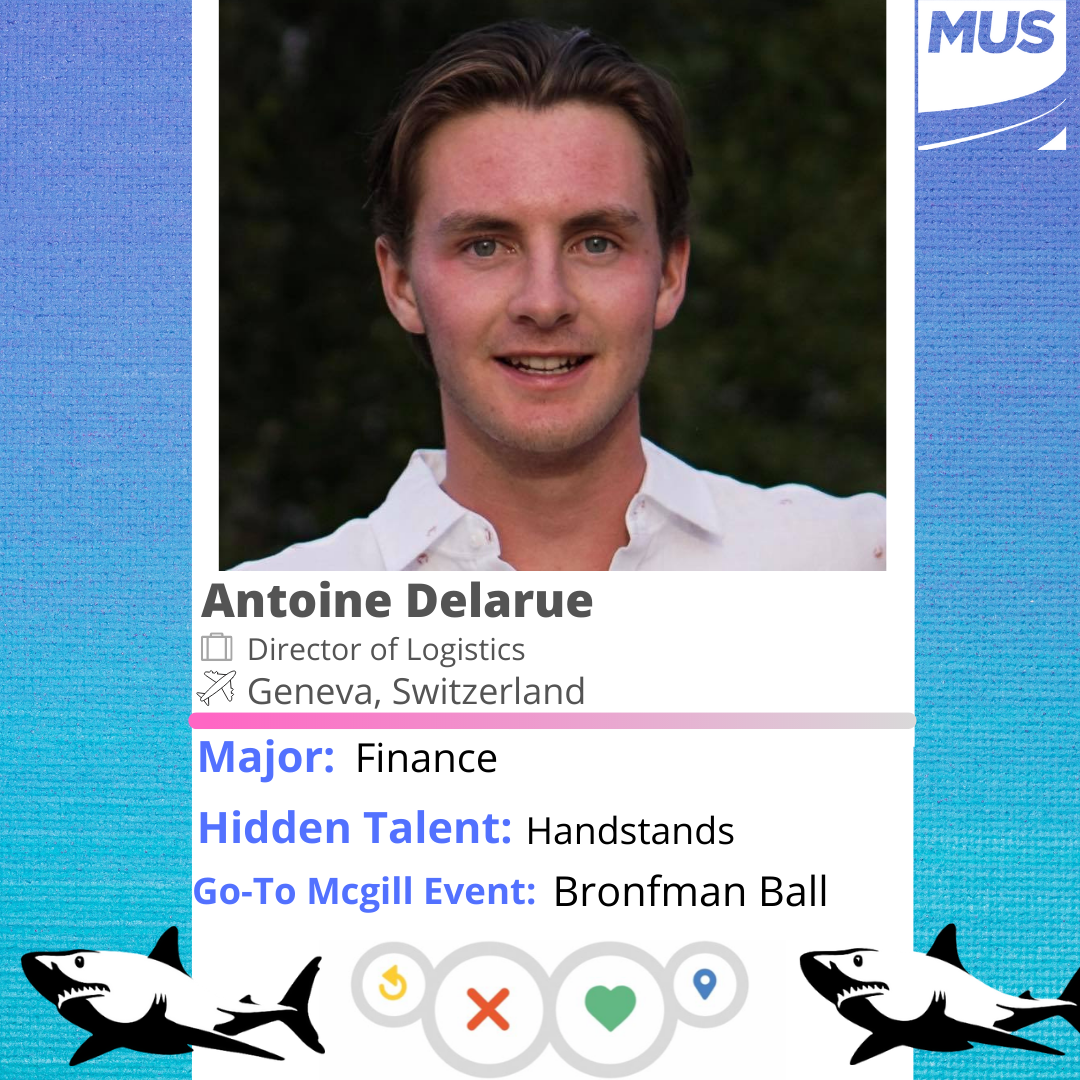 MUS
Antoine Delarue
Director of Logistics
Geneva, Switzerland
Major: Finance
Hidden Talent: Handstands
Go-To Mcgill Event: Bronfman Ball